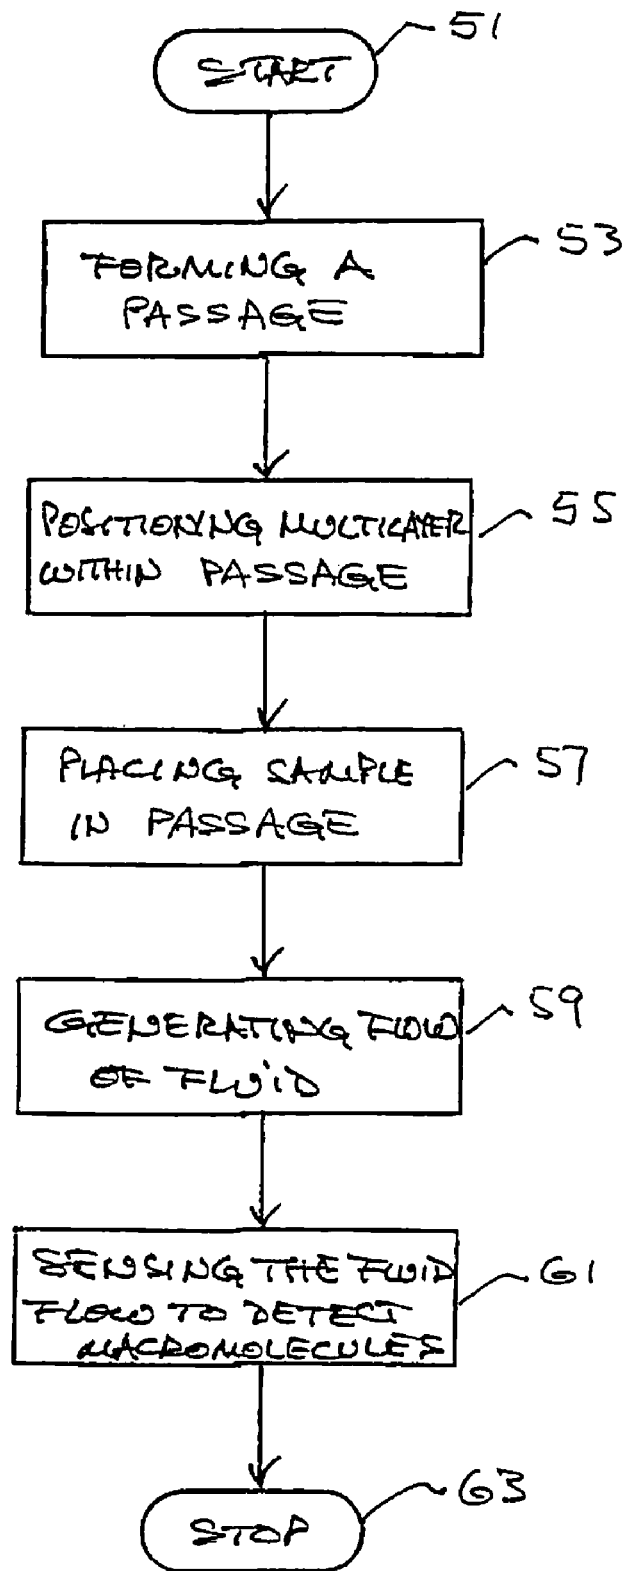 51
START
53
FORMING A
PASSAGE
55
POSITIONING MULTILAYER
WITHIN PASSAGE
57
PLACING SAMPLE
IN PASSAGE
59
GENERATING FLOW
OF FLUID
61
SENSING THE FLUID
FLOW TO DETECT
MACROMOLECULES
63
STOP